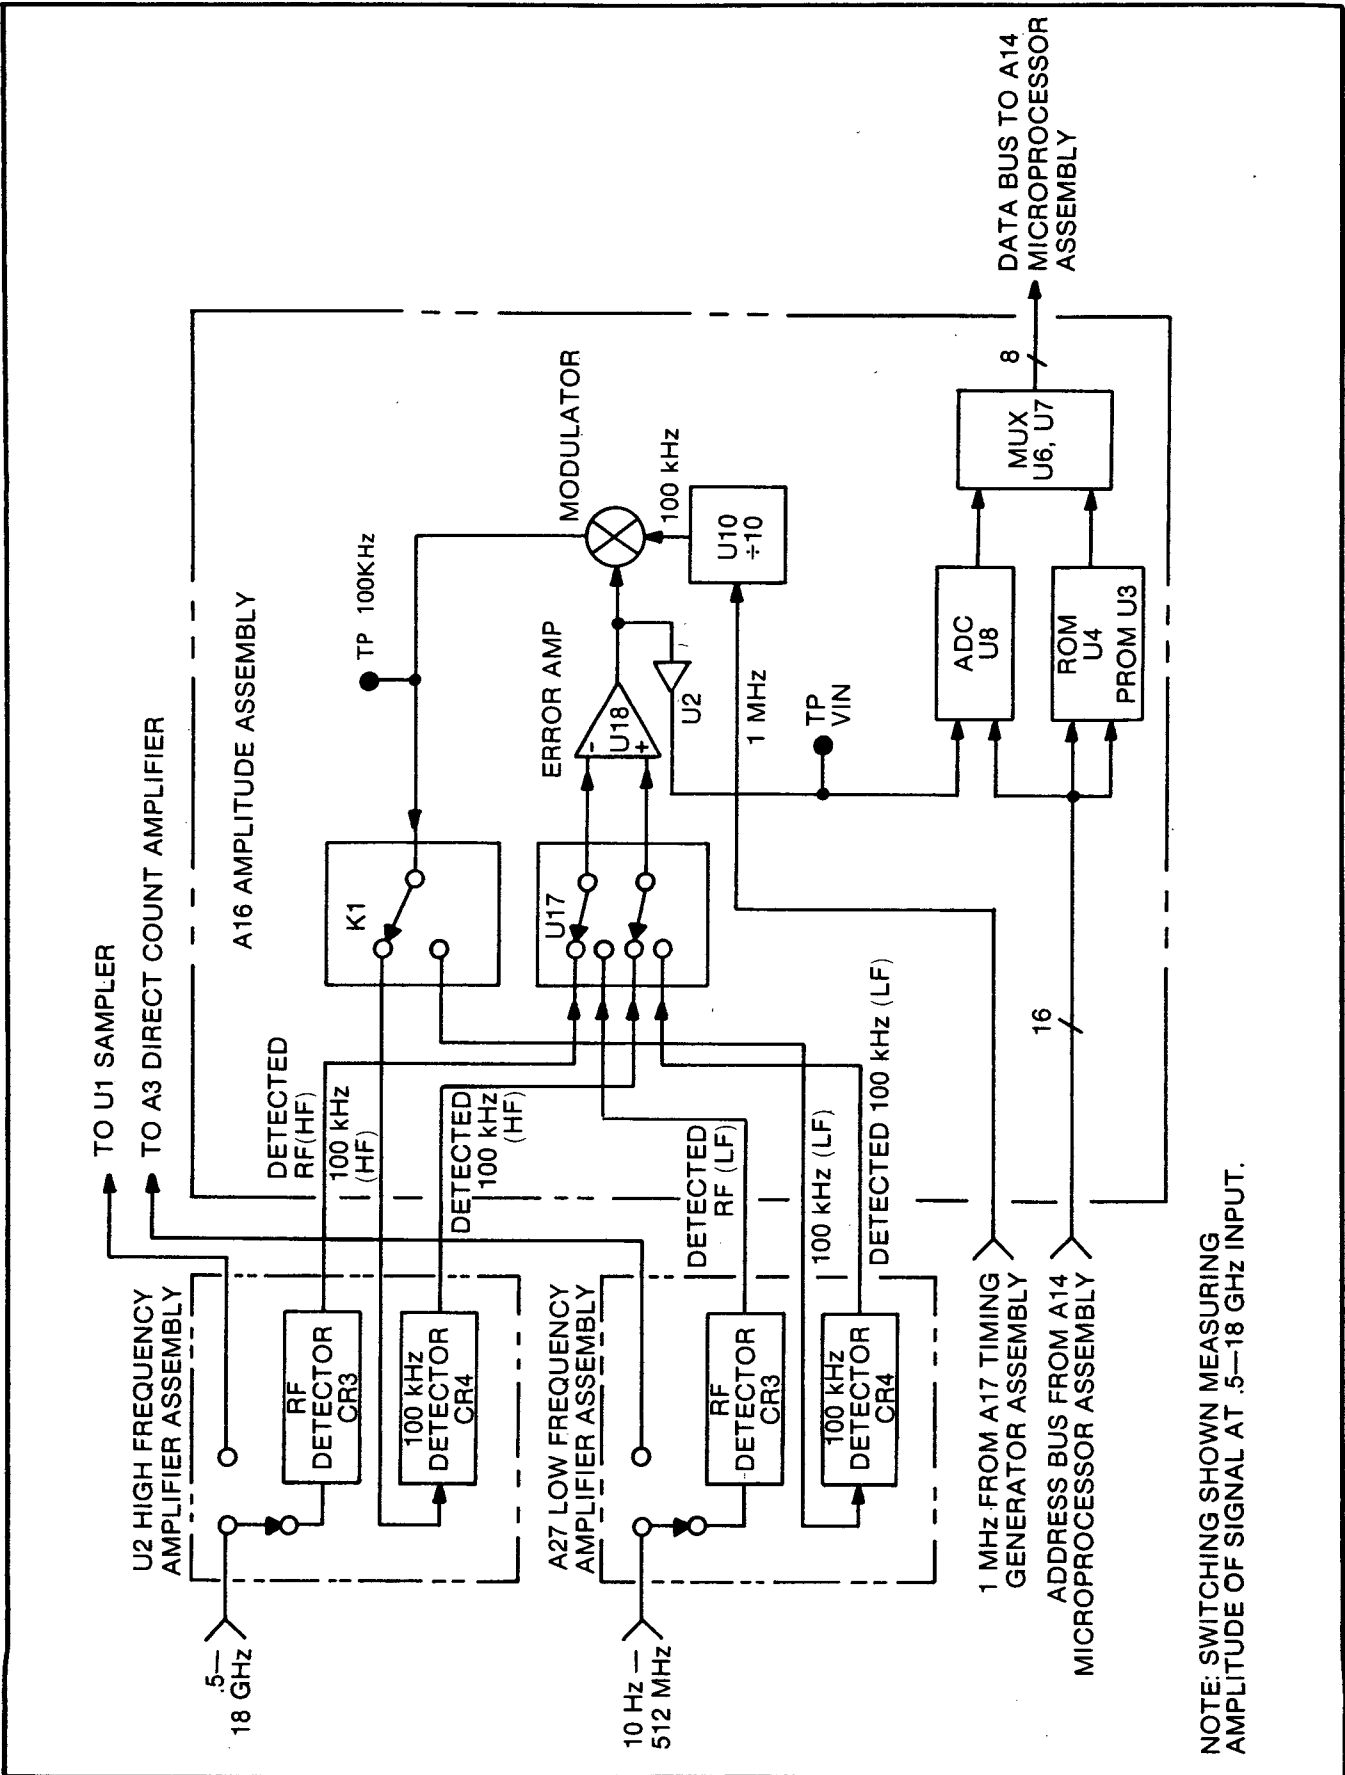 TO U1 SAMPLER
TO A3 DIRECT COUNT AMPLIFIER
U2 HIGH FREQUENCY
AMPLIFIER ASSEMBLY
.5—
18 GHz
RF
DETECTOR
CR3
100 kHz
DETECTOR
CR4
DETECTED
RF(HF)
100 kHz
(HF)
DETECTED
100 kHz
(HF)
A16 AMPLITUDE ASSEMBLY
K1
TP 100KHz
U17
ERROR AMP
-
U18
+
U2
MODULATOR
100 kHz
U10
÷10
1 MHz
TP
VIN
A27 LOW FREQUENCY
AMPLIFIER ASSEMBLY
10 Hz —
512 MHz
RF
DETECTOR
CR3
100 kHz
DETECTOR
CR4
DETECTED
RF (LF)
100 kHz (LF)
DETECTED 100 kHz (LF)
ADC
U8
ROM
U4
PROM U3
MUX
U6, U7
8
DATA BUS TO A14
MICROPROCESSOR
ASSEMBLY
1 MHz FROM A17 TIMING
GENERATOR ASSEMBLY
ADDRESS BUS FROM A14
MICROPROCESSOR ASSEMBLY
16
NOTE: SWITCHING SHOWN MEASURING
AMPLITUDE OF SIGNAL AT .5—18 GHz INPUT.